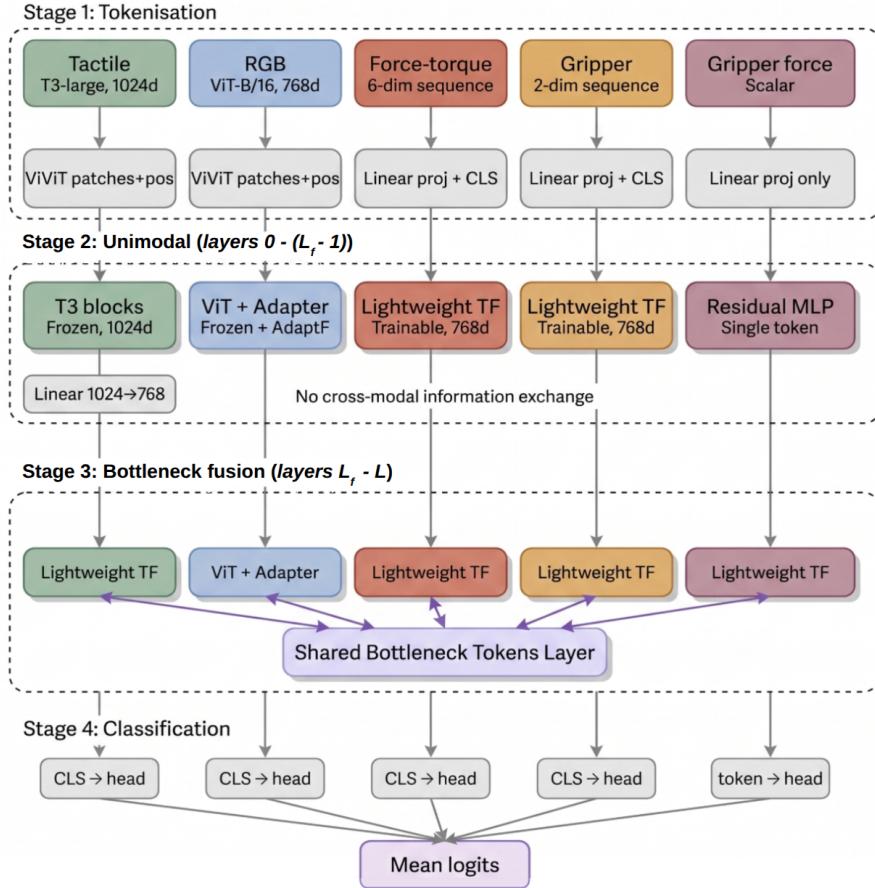 Stage 1: Tokenisation
Tactile
T3-large, 1024d
RGB
ViT-B/16, 768d
Force-torque
6-dim sequence
Gripper
2-dim sequence
Gripper force
Scalar
ViViT patches+pos
ViViT patches+pos
Linear proj + CLS
Linear proj + CLS
Linear proj only
Stage 2: Unimodal (layers 0 - (L_f - 1))
T3 blocks
Frozen, 1024d
ViT + Adapter
Frozen + AdaptF
Lightweight TF
Trainable, 768d
Lightweight TF
Trainable, 768d
Residual MLP
Single token
Linear 1024→768
No cross-modal information exchange
Stage 3: Bottleneck fusion (layers L_f - L)
Lightweight TF
ViT + Adapter
Lightweight TF
Lightweight TF
Lightweight TF
Shared Bottleneck Tokens Layer
Stage 4: Classification
CLS → head
CLS → head
CLS → head
CLS → head
token → head
Mean logits